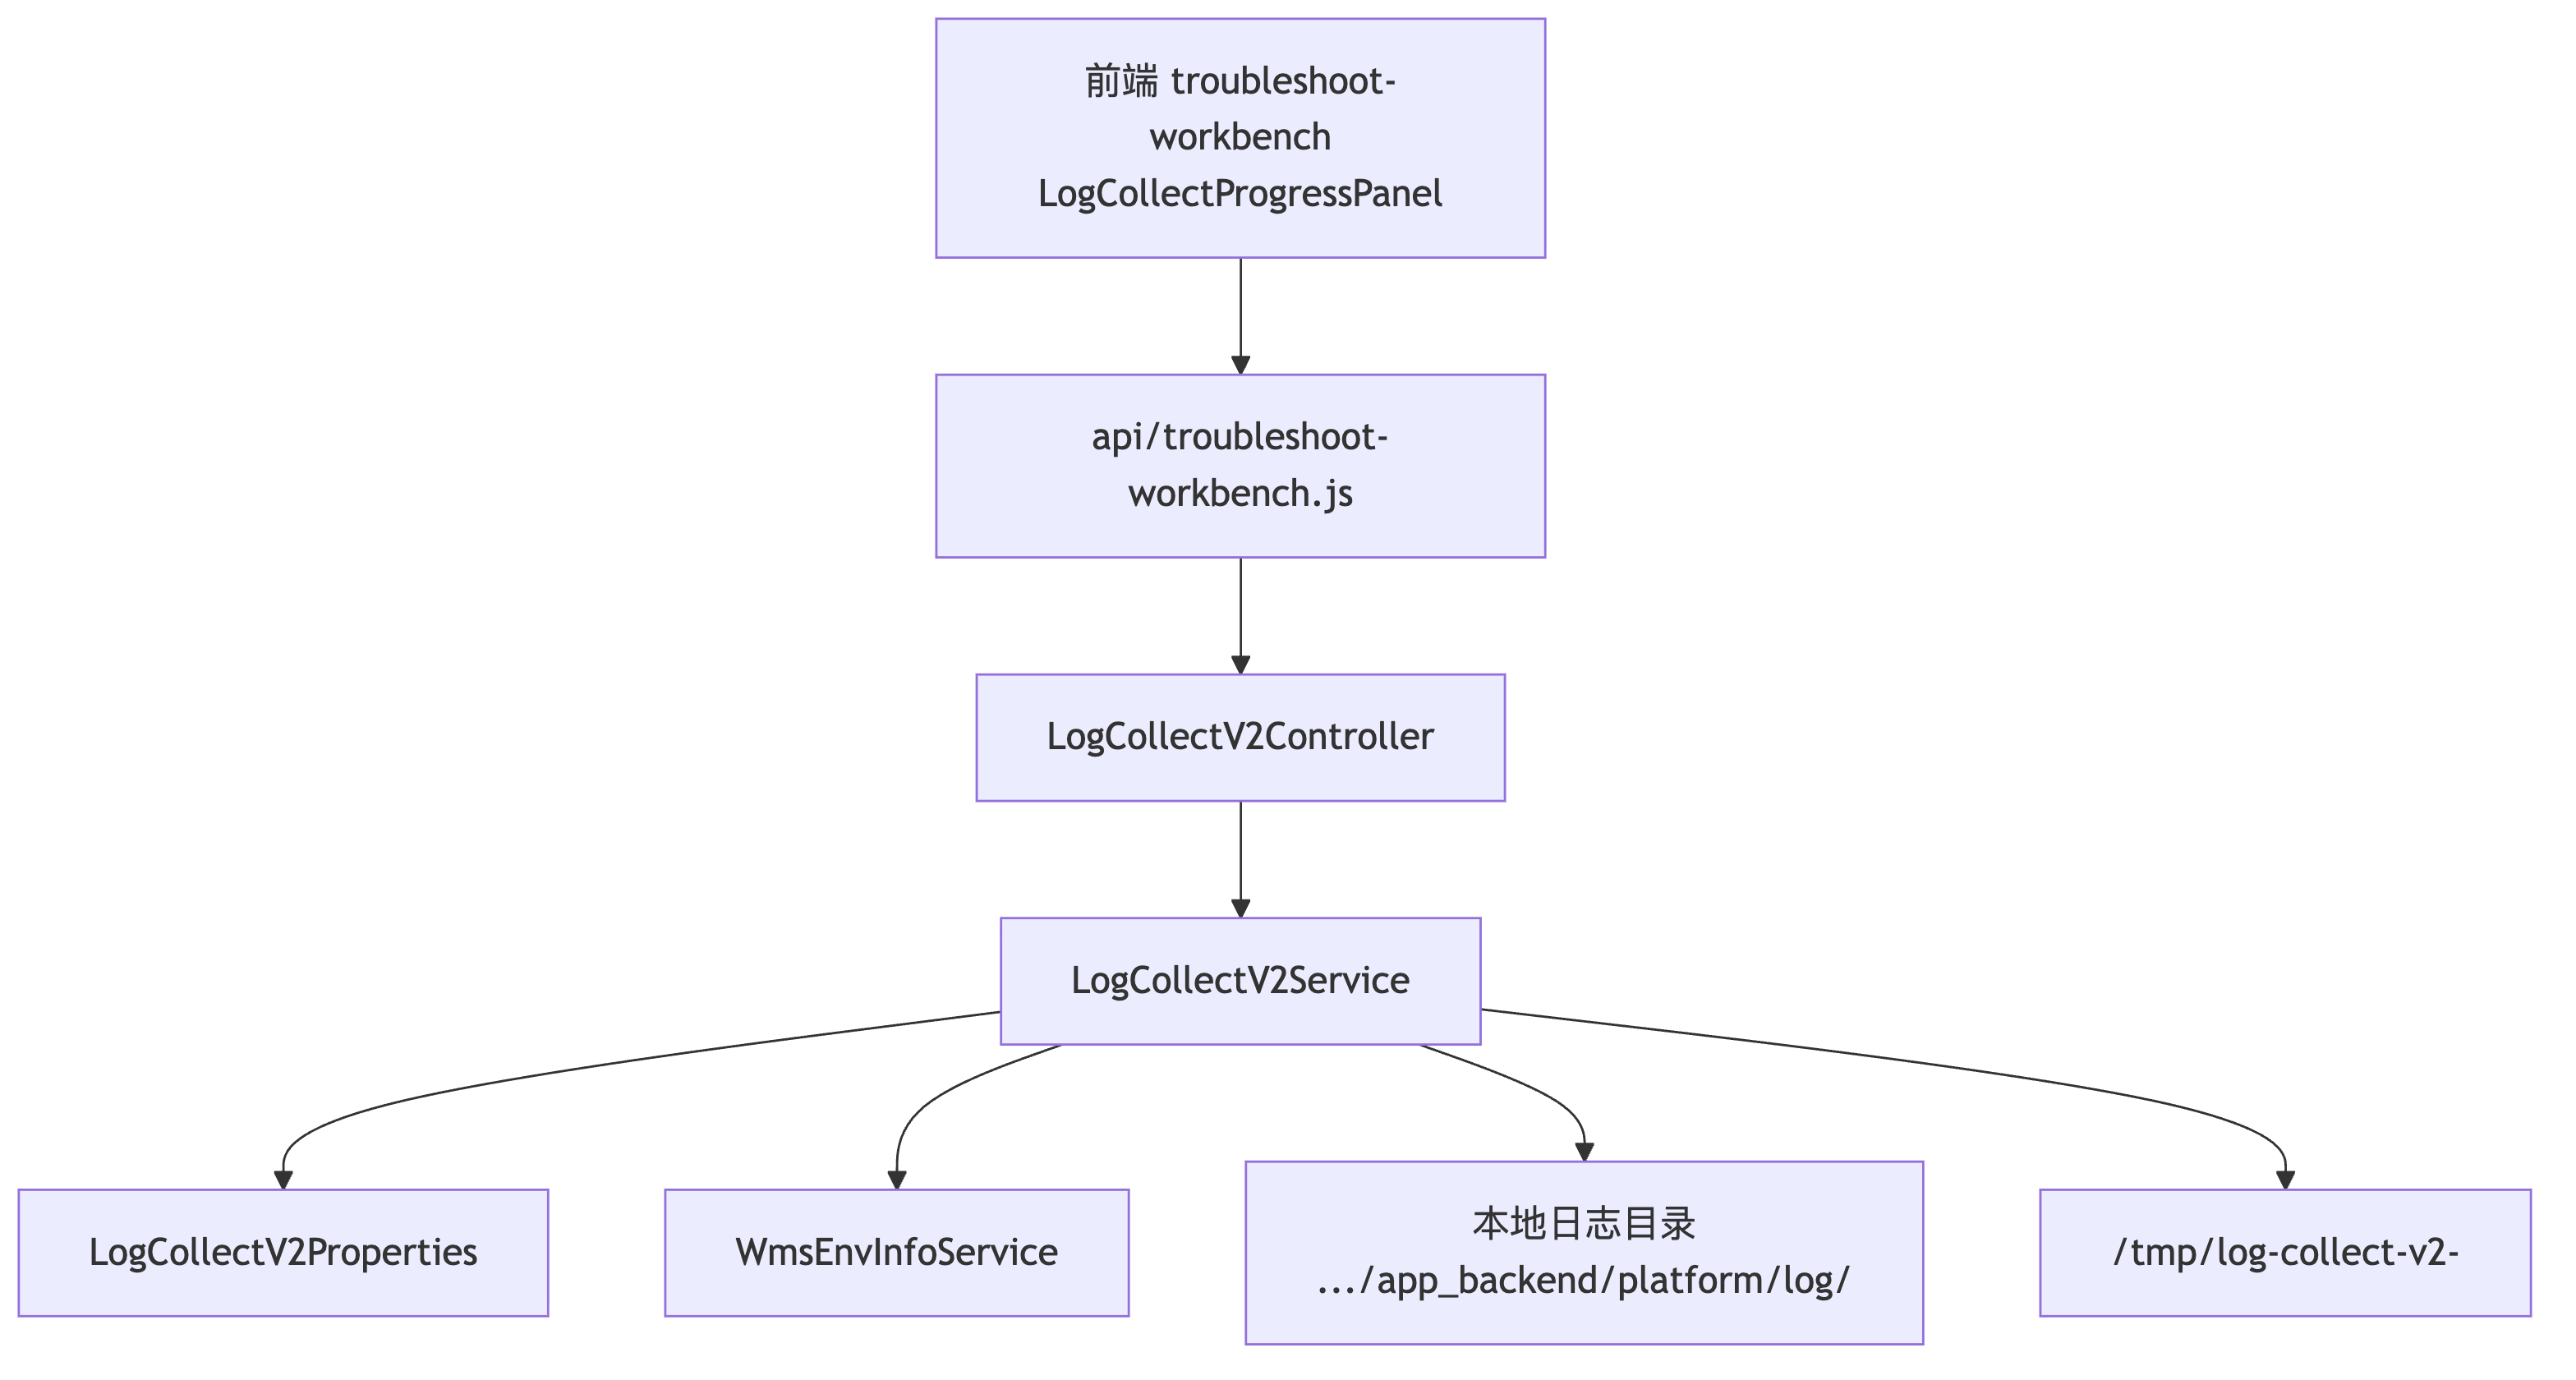 前端 troubleshoot-
workbench
LogCollectProgressPanel
api/troubleshoot-
workbench.js
LogCollectV2Controller
LogCollectV2Service
LogCollectV2Properties
WmsEnvInfoService
本地日志目录
.../app_backend/platform/log/
/tmp/log-collect-v2-